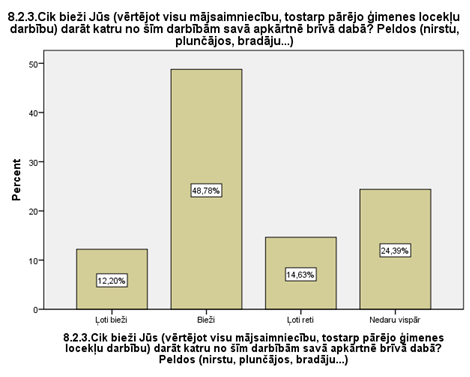 8.2.3.Cik bieži Jūs (vērtējot visu mājsaimniecību, tostarp pārējo ģimenes locekļu
darbību) darāt katru no šīm darbībām savā apkārtnē brīvā dabā? Peldos (nirstu,
plunčājos, bradāju...)
Percent
50
40
30
20
10
0
12,20%
48,78%
14,63%
24,39%
Ļoti bieži
Bieži
Ļoti reti
Nedaru vispār
8.2.3.Cik bieži Jūs (vērtējot visu mājsaimniecību, tostarp pārējo ģimenes
locekļu darbību) darāt katru no šīm darbībām savā apkārtnē brīvā dabā?
Peldos (nirstu, plunčājos, bradāju...)